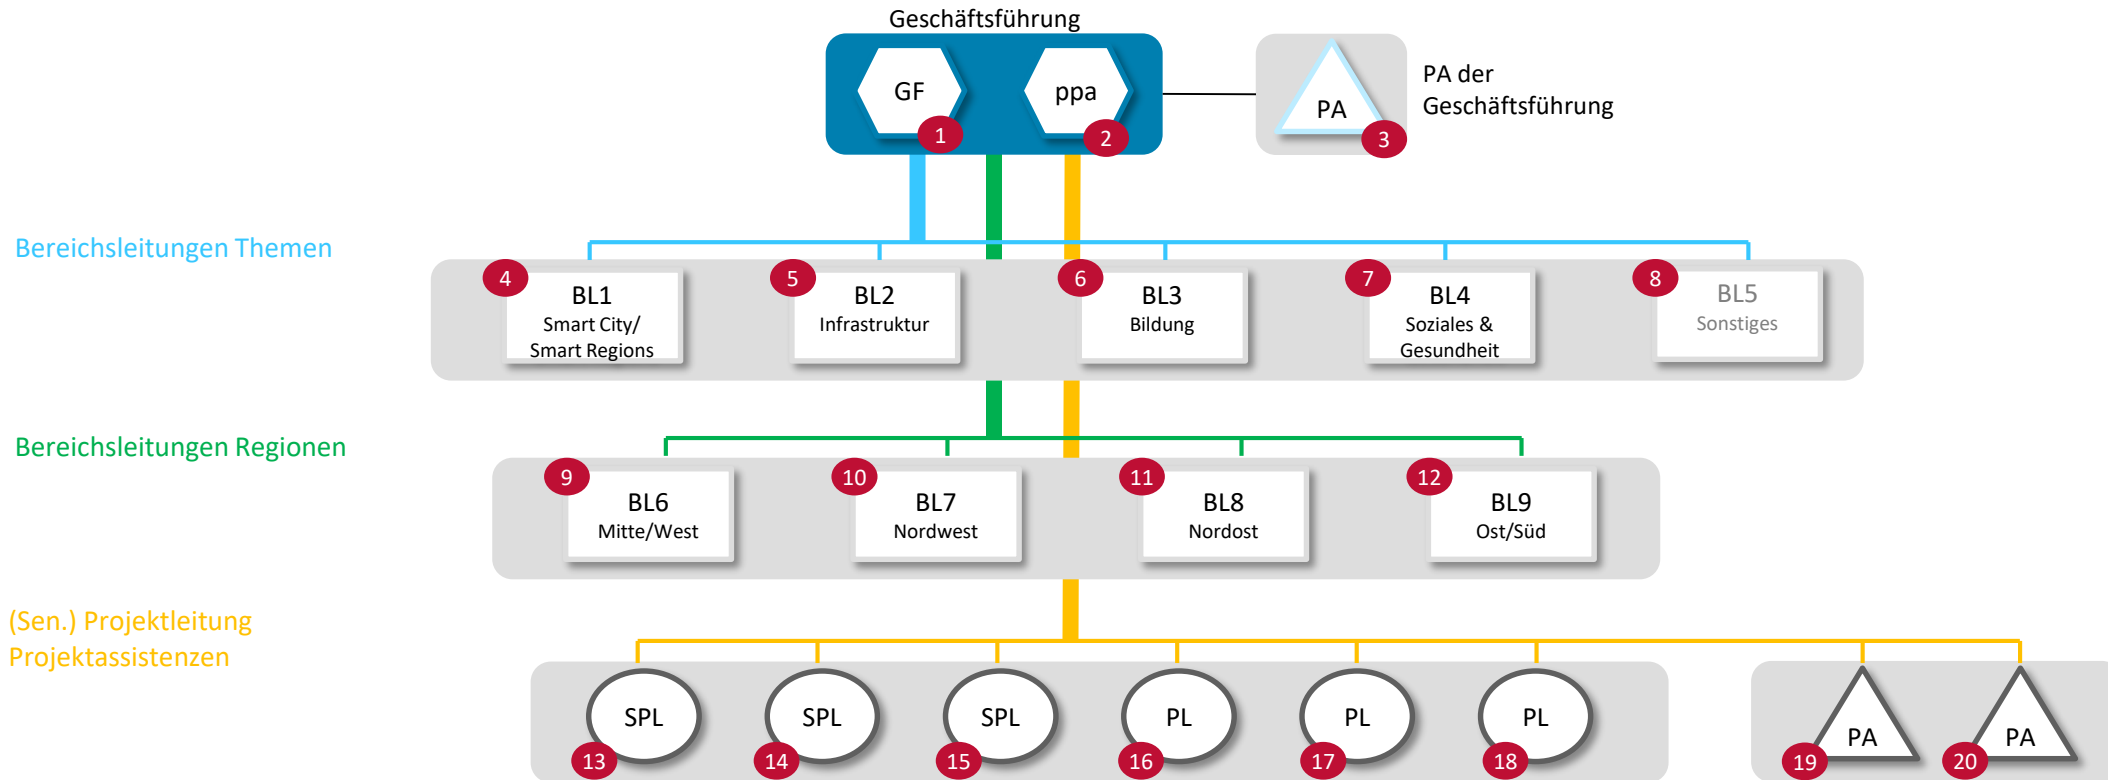 Geschäftsführung
GF
1
ppa
2
PA
3
PA der
Geschäftsführung
Bereichsleitungen Themen
4
BL1
Smart City/
Smart Regions
5
BL2
Infrastruktur
6
BL3
Bildung
7
BL4
Soziales &
Gesundheit
8
BL5
Sonstiges
Bereichsleitungen Regionen
9
BL6
Mitte/West
10
BL7
Nordwest
11
BL8
Nordost
12
BL9
Ost/Süd
(Sen.) Projektleitung
Projektassistenzen
SPL
13
SPL
14
SPL
15
PL
16
PL
17
PL
18
PA
19
PA
20